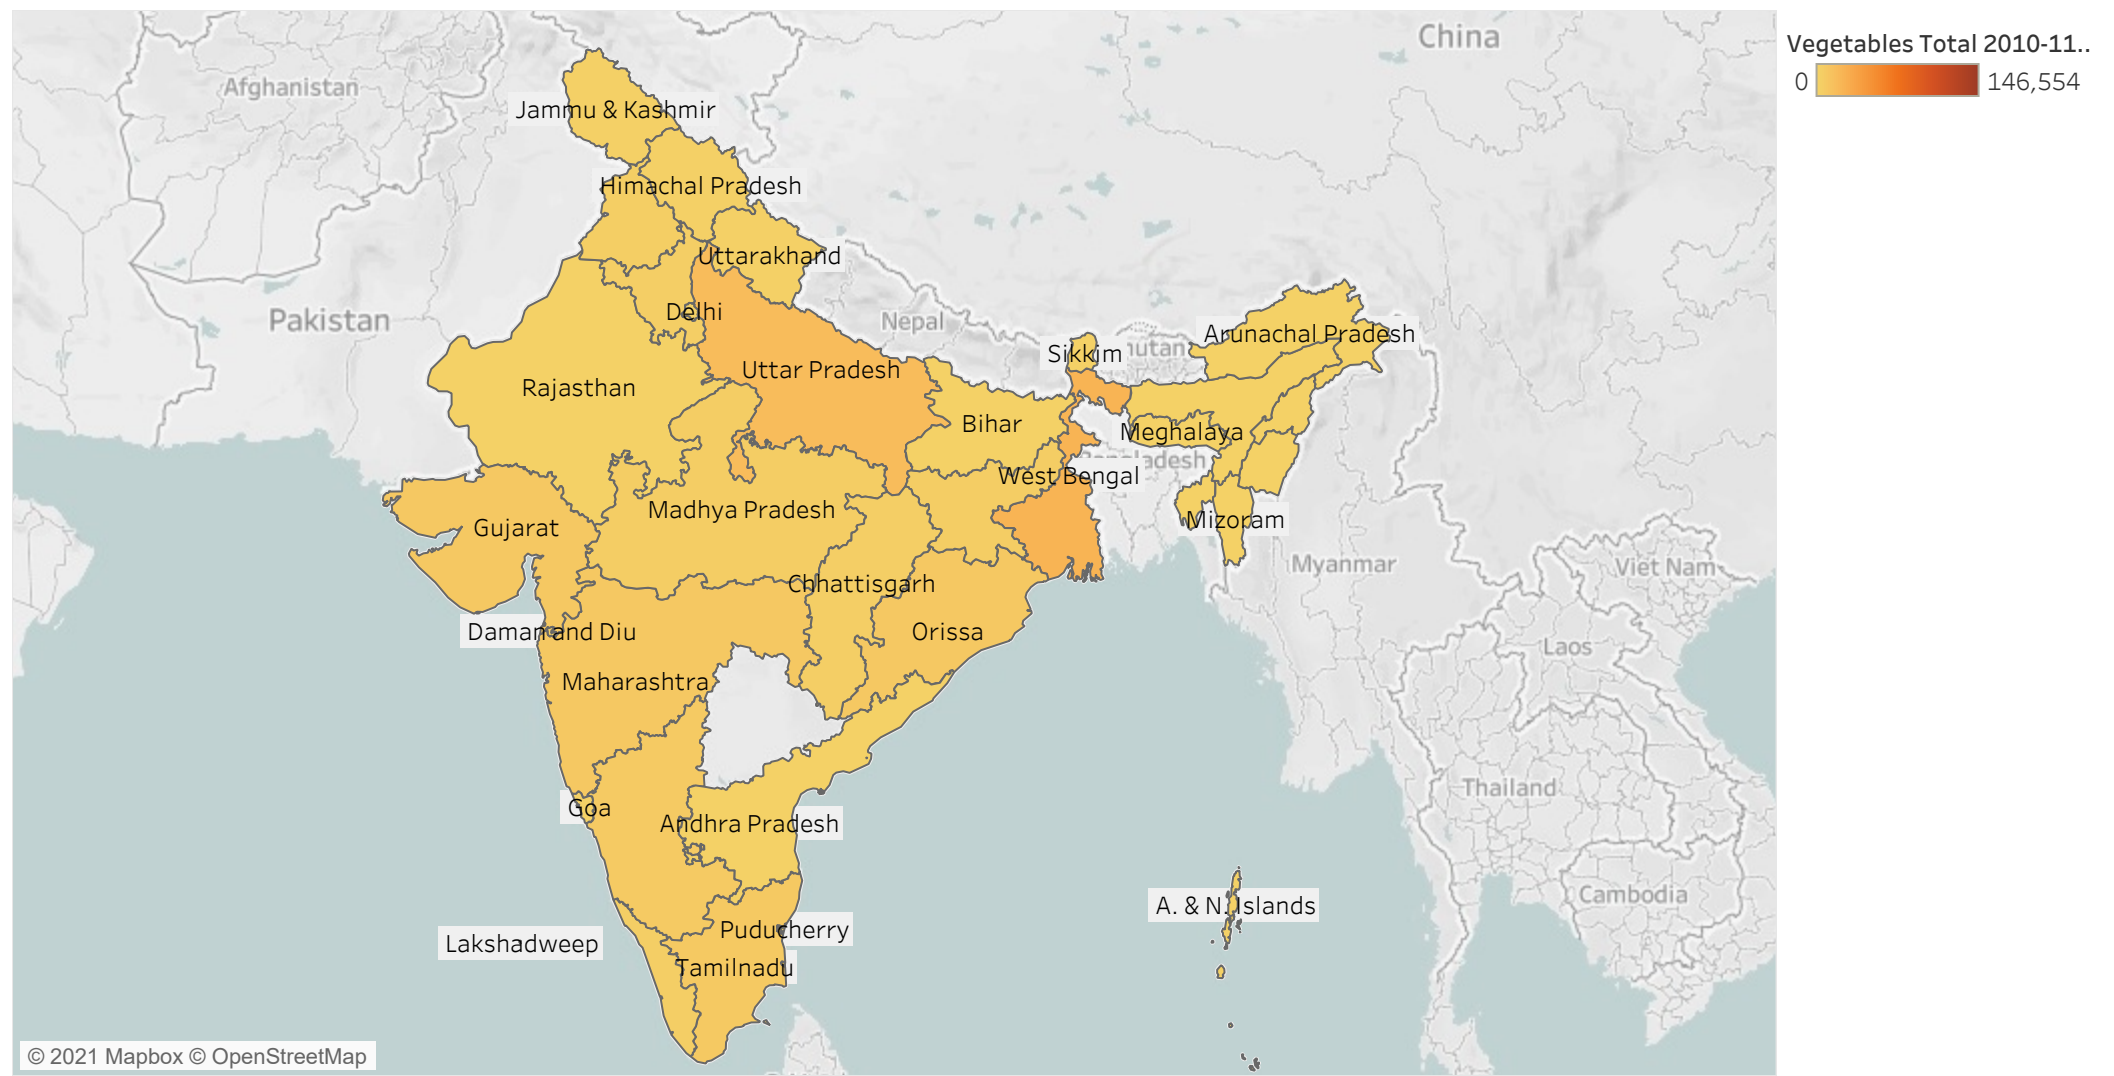 China
Vegetables Total 2010-11..
0
146,554
Afghanistan
Jammu & Kashmir
Himachal Pradesh
Uttarakhand
Pakistan
Delhi
Nepal
Arunachal Pradesh
Sikkim
Uttar Pradesh
Rajasthan
Bihar
Meghalaya
West Bengal
Madhya Pradesh
Gujarat
Mizoram
Myanmar
Viet Nam
Chhattisgarh
Daman and Diu
Orissa
Laos
Maharashtra
Thailand
Goa
Andhra Pradesh
Cambodia
A. & N. Islands
Puducherry
Lakshadweep
Tamilnadu
© 2021 Mapbox © OpenStreetMap